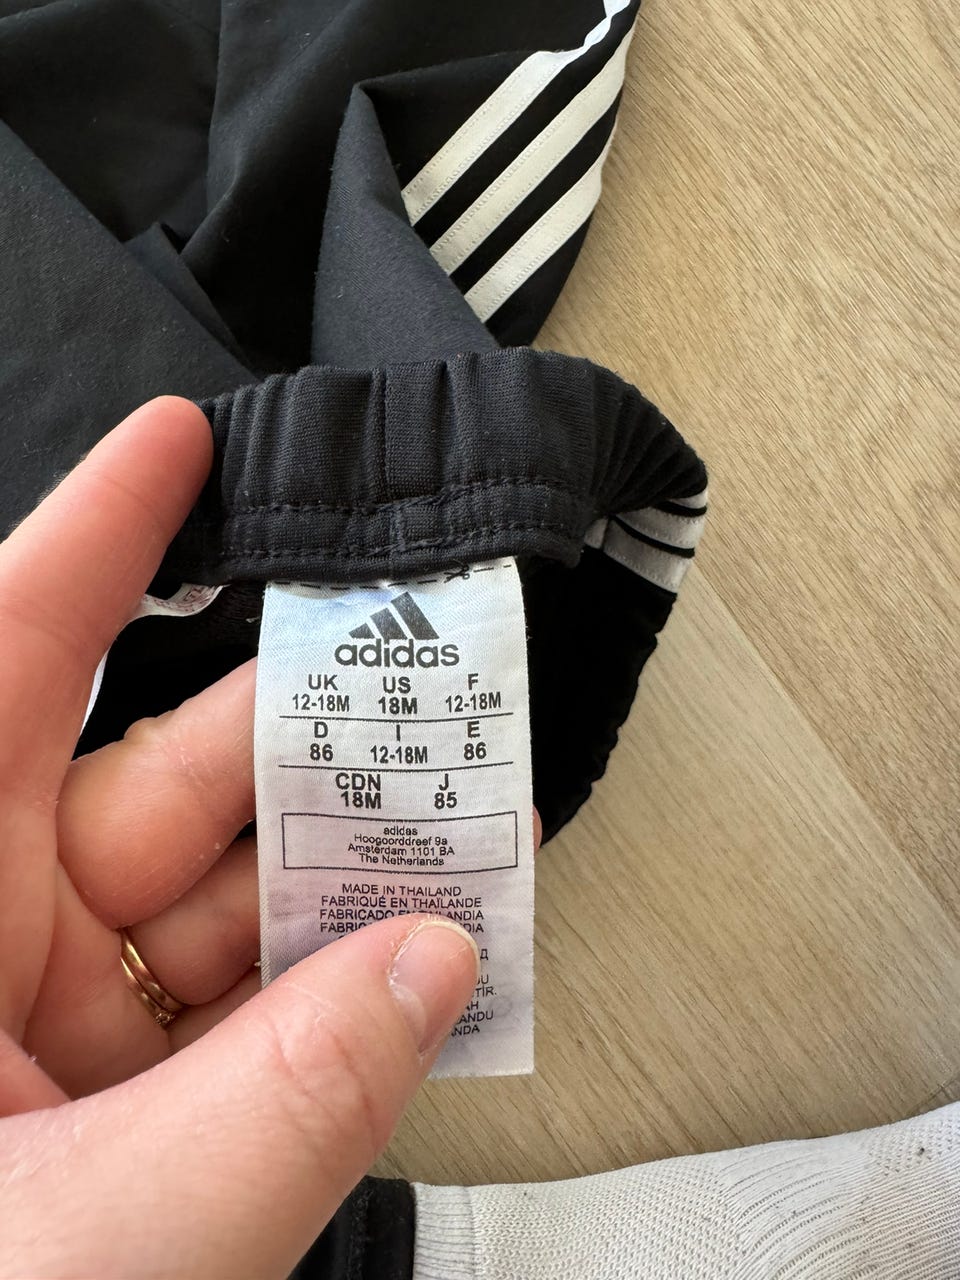 adidas
UK US F
12-18M 18M 12-18M
D I E
86 12-18M 86
CDN J
18M 85
adidas
Hoogoorddreef 9a
Amsterdam 1101 BA
The Netherlands
MADE IN THAILAND
FABRIQUÉ EN THAÏLANDE
FABRICADO